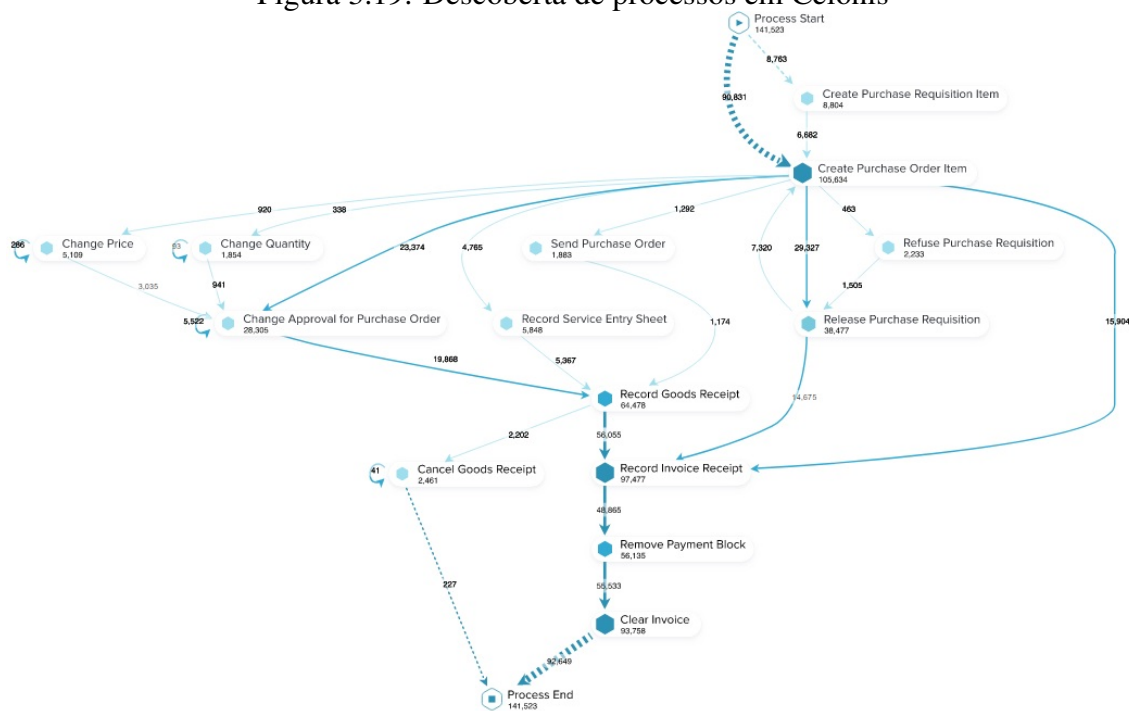 Figura 5.19: Descoberta de processos em Celonis
Process Start
141,523
8,763
90,831
Create Purchase Requisition Item
8,804
6,682
Create Purchase Order Item
105,634
920
338
23,374
4,765
1,292
7,320
29,327
463
15,904
286
Change Price
5,109
93
Change Quantity
1,854
Send Purchase Order
1,883
Refuse Purchase Requisition
2,233
3,035
941
1,505
5,522
Change Approval for Purchase Order
28,305
Record Service Entry Sheet
5,848
1,174
Release Purchase Requisition
38,477
19,868
5,367
Record Goods Receipt
64,478
14,675
2,202
56,055
41
Cancel Goods Receipt
2,461
Record Invoice Receipt
97,477
48,865
Remove Payment Block
56,135
227
55,533
Clear Invoice
93,758
92,649
Process End
141,523